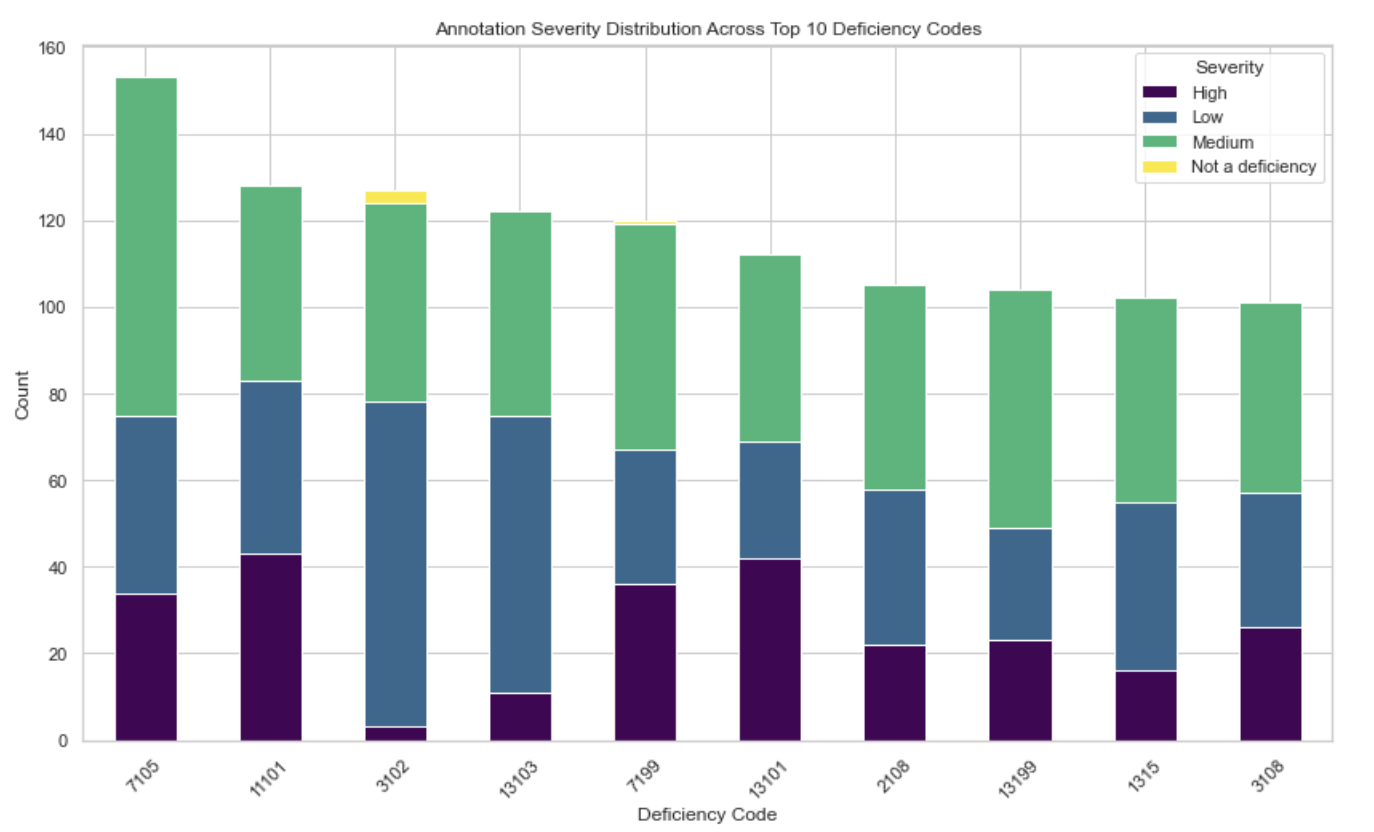 Annotation Severity Distribution Across Top 10 Deficiency Codes
Severity
High
Low
Medium
Not a deficiency
Count
160
140
120
100
80
60
40
20
0
7105
11101
3102
13103
7199
13101
2108
13199
1315
3108
Deficiency Code